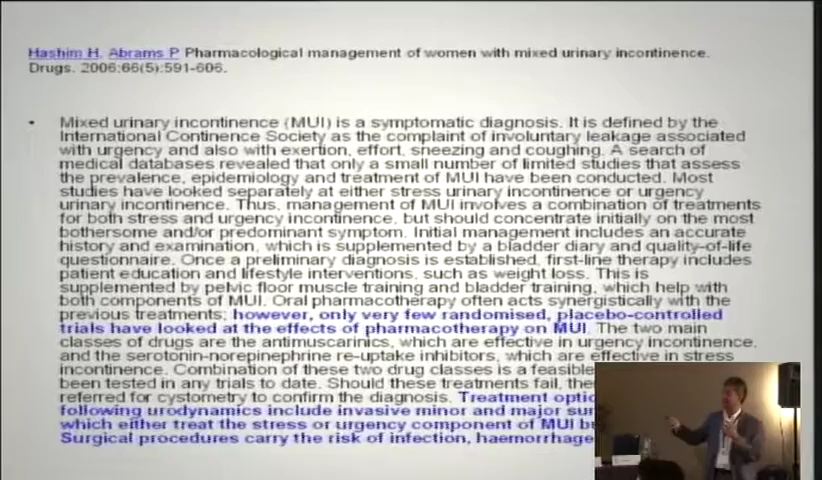 Hashim H, Abrams P Pharmacological management of women with mixed urinary incontinence.
Drugs. 2006;66(5):591-606.
• Mixed urinary incontinence (MUI) is a symptomatic diagnosis. It is defined by the
International Continence Society as the complaint of involuntary leakage associated
with urgency and also with exertion, effort, sneezing and coughing. A search of
medical databases revealed that only a small number of limited studies that assess
the prevalence, epidemiology and treatment of MUI have been conducted. Most
studies have looked separately at either stress urinary incontinence or urgency
urinary incontinence. Thus, management of MUI involves a combination of treatments
for both stress and urgency incontinence, but should concentrate initially on the most
bothersome and/or predominant symptom. Initial management includes an accurate
history and examination, which is supplemented by a bladder diary and quality-of-life
questionnaire. Once a preliminary diagnosis is established, first-line therapy includes
patient education and lifestyle interventions, such as weight loss. This is
supplemented by pelvic floor muscle training and bladder training, which help with
both components of MUI. Oral pharmacotherapy often acts synergistically with the
previous treatments; however, only very few randomised, placebo-controlled
trials have looked at the effects of pharmacotherapy on MUI. The two main
classes of drugs are the antimuscarinics, which are effective in urgency incontinence,
and the serotonin-norepinephrine re-uptake inhibitors, which are effective in stress
incontinence. Combination of these two drug classes is a feasible
been tested in any trials to date. Should these treatments fail, the
referred for cystometry to confirm the diagnosis. Treatment optio
following urodynamics include invasive minor and major sur
which either treat the stress or urgency component of MUI b
Surgical procedures carry the risk of infection, haemorrhage